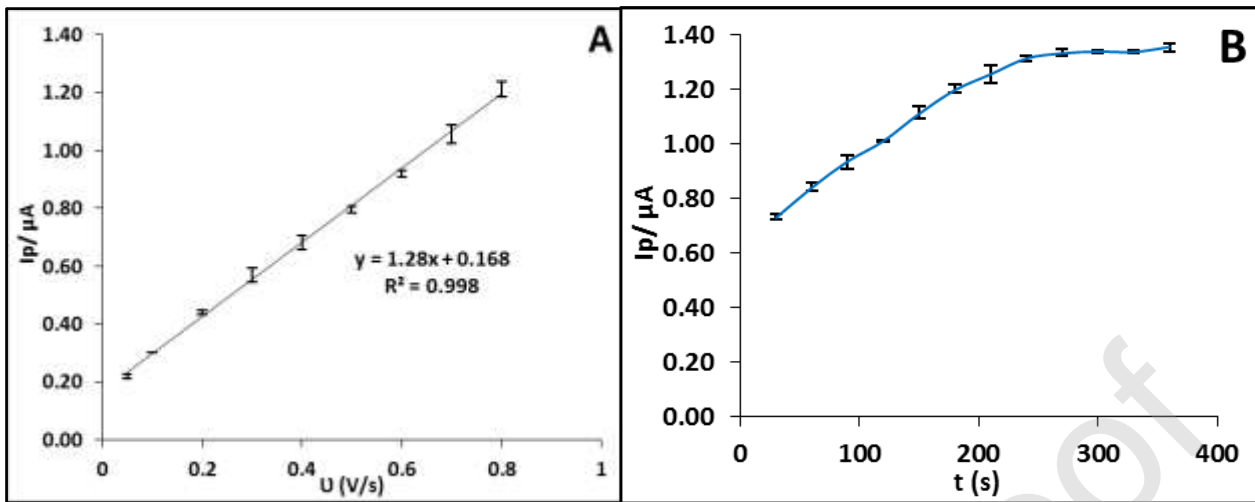 A
1.40
1.20
1.00
0.80
0.60
0.40
0.20
0.00
Ip/ µA
y = 1.28x + 0.168
R² = 0.998
0 0.2 0.4 0.6 0.8 1
Ʋ (V/s)
B
1.40
1.20
1.00
0.80
0.60
0.40
0.20
0.00
Ip/ µA
0 100 200 300 400
t (s)
oof